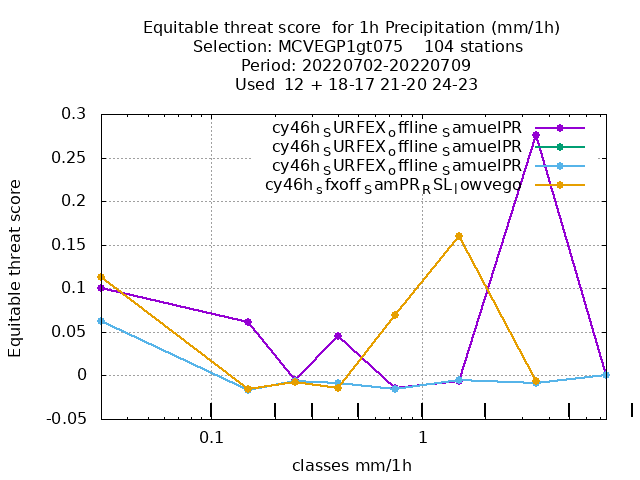 Equitable threat score  for 1h Precipitation (mm/1h)
Selection: MCVEGP1gt075    104 stations
Period: 20220702-20220709
Used  12 + 18-17 21-20 24-23
cy46h_SURFEX_offline_SamuelPR
cy46h_SURFEX_offline_SamuelPR
cy46h_SURFEX_offline_SamuelPR
cy46h_sfxoff_SamPR_RSL_lowvego
0.3
0.25
0.2
0.15
0.1
0.05
0
-0.05
Equitable threat score
0.1
1
classes mm/1h